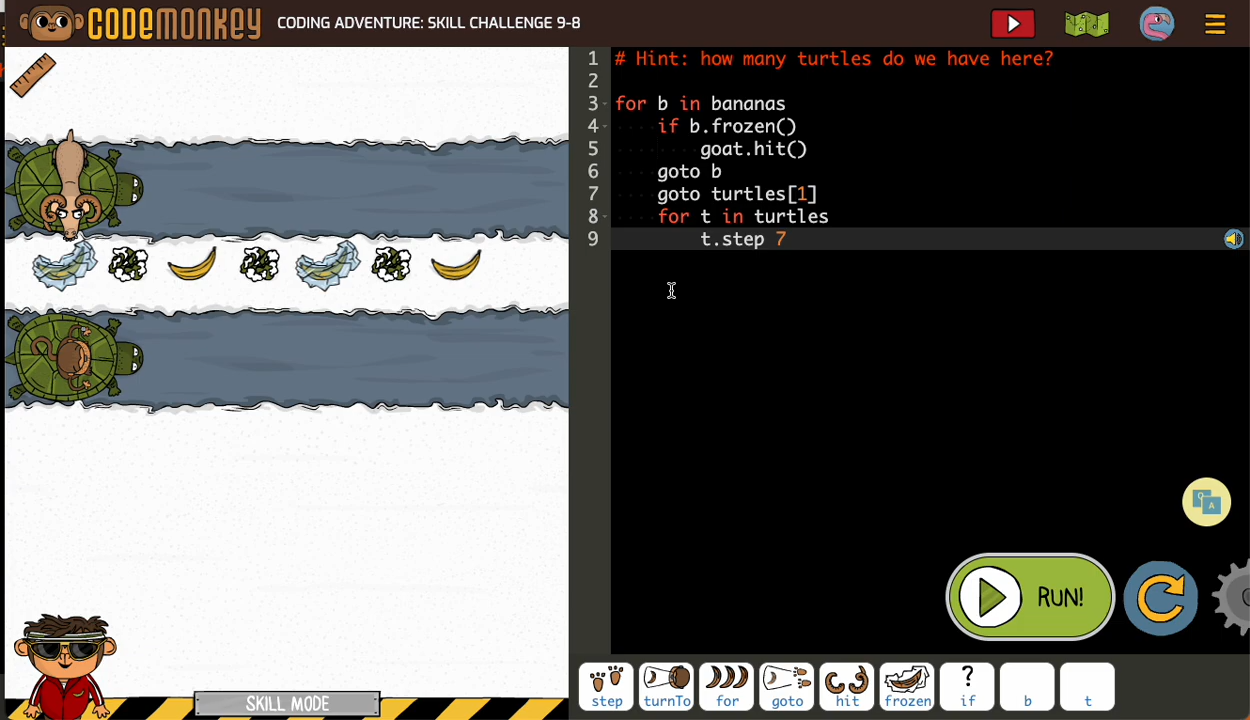 CODEMONKEY CODING ADVENTURE: SKILL CHALLENGE 9-8
1 # Hint: how many turtles do we have here?
2
3 for b in bananas
4 if b.frozen()
5 goat.hit()
6 goto b
7 goto turtles[1]
8 for t in turtles
9 t.step 7
Q A
RUN!
?
step turnTo for goto hit frozen if b t
SKILL MODE